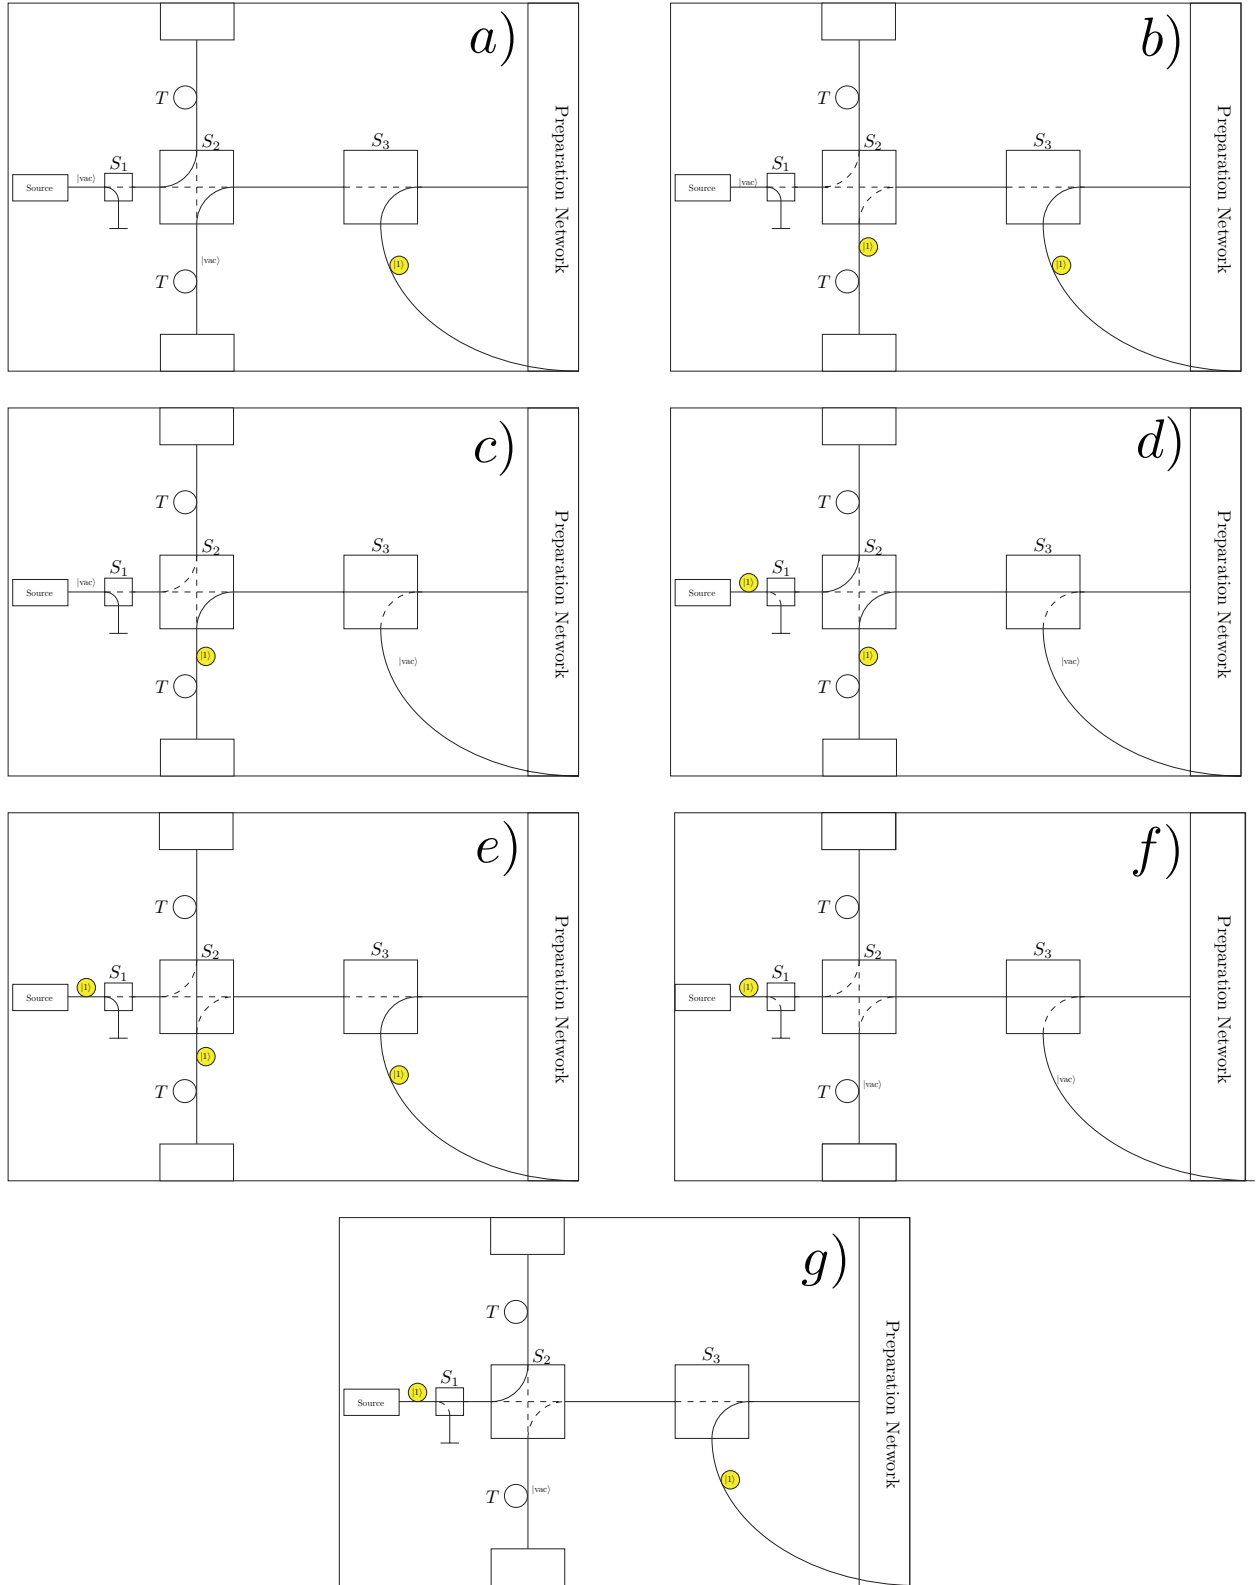 a)
T
S₂
S₃
S₁
|vac⟩
Source
|vac⟩
T
|1⟩
Preparation Network
b)
T
S₂
S₃
S₁
|vac⟩
Source
|1⟩
T
|1⟩
Preparation Network
c)
T
S₂
S₃
S₁
|vac⟩
Source
|1⟩
T
|vac⟩
Preparation Network
d)
T
S₂
S₃
S₁
|1⟩
Source
|1⟩
T
|vac⟩
Preparation Network
e)
T
S₂
S₃
S₁
|1⟩
Source
|1⟩
T
|1⟩
Preparation Network
f)
T
S₂
S₃
S₁
|1⟩
Source
T
|vac⟩
|vac⟩
Preparation Network
g)
T
S₂
S₃
S₁
|1⟩
Source
T
|vac⟩
|1⟩
Preparation Network